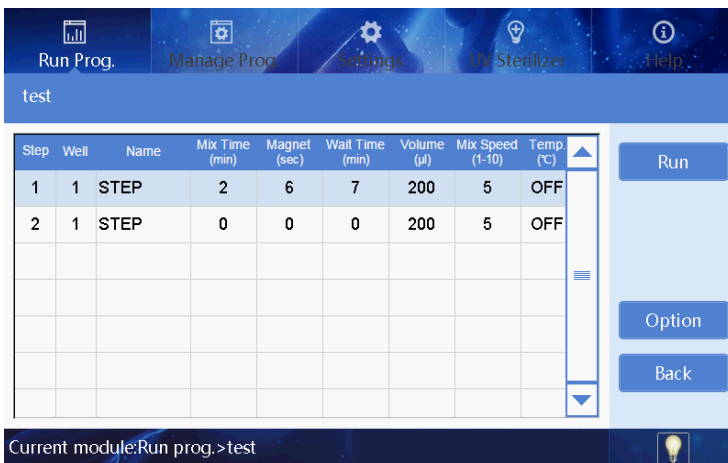 Run Prog. Manage Prog. Settings UV Sterilizer Help
test
Step Well Name Mix Time (min) Magnet (sec) Wait Time (min) Volume (μl) Mix Speed (1-10) Temp. (℃)
1 1 STEP 2 6 7 200 5 OFF
2 1 STEP 0 0 0 200 5 OFF
Run
Option
Back
Current module:Run prog.>test